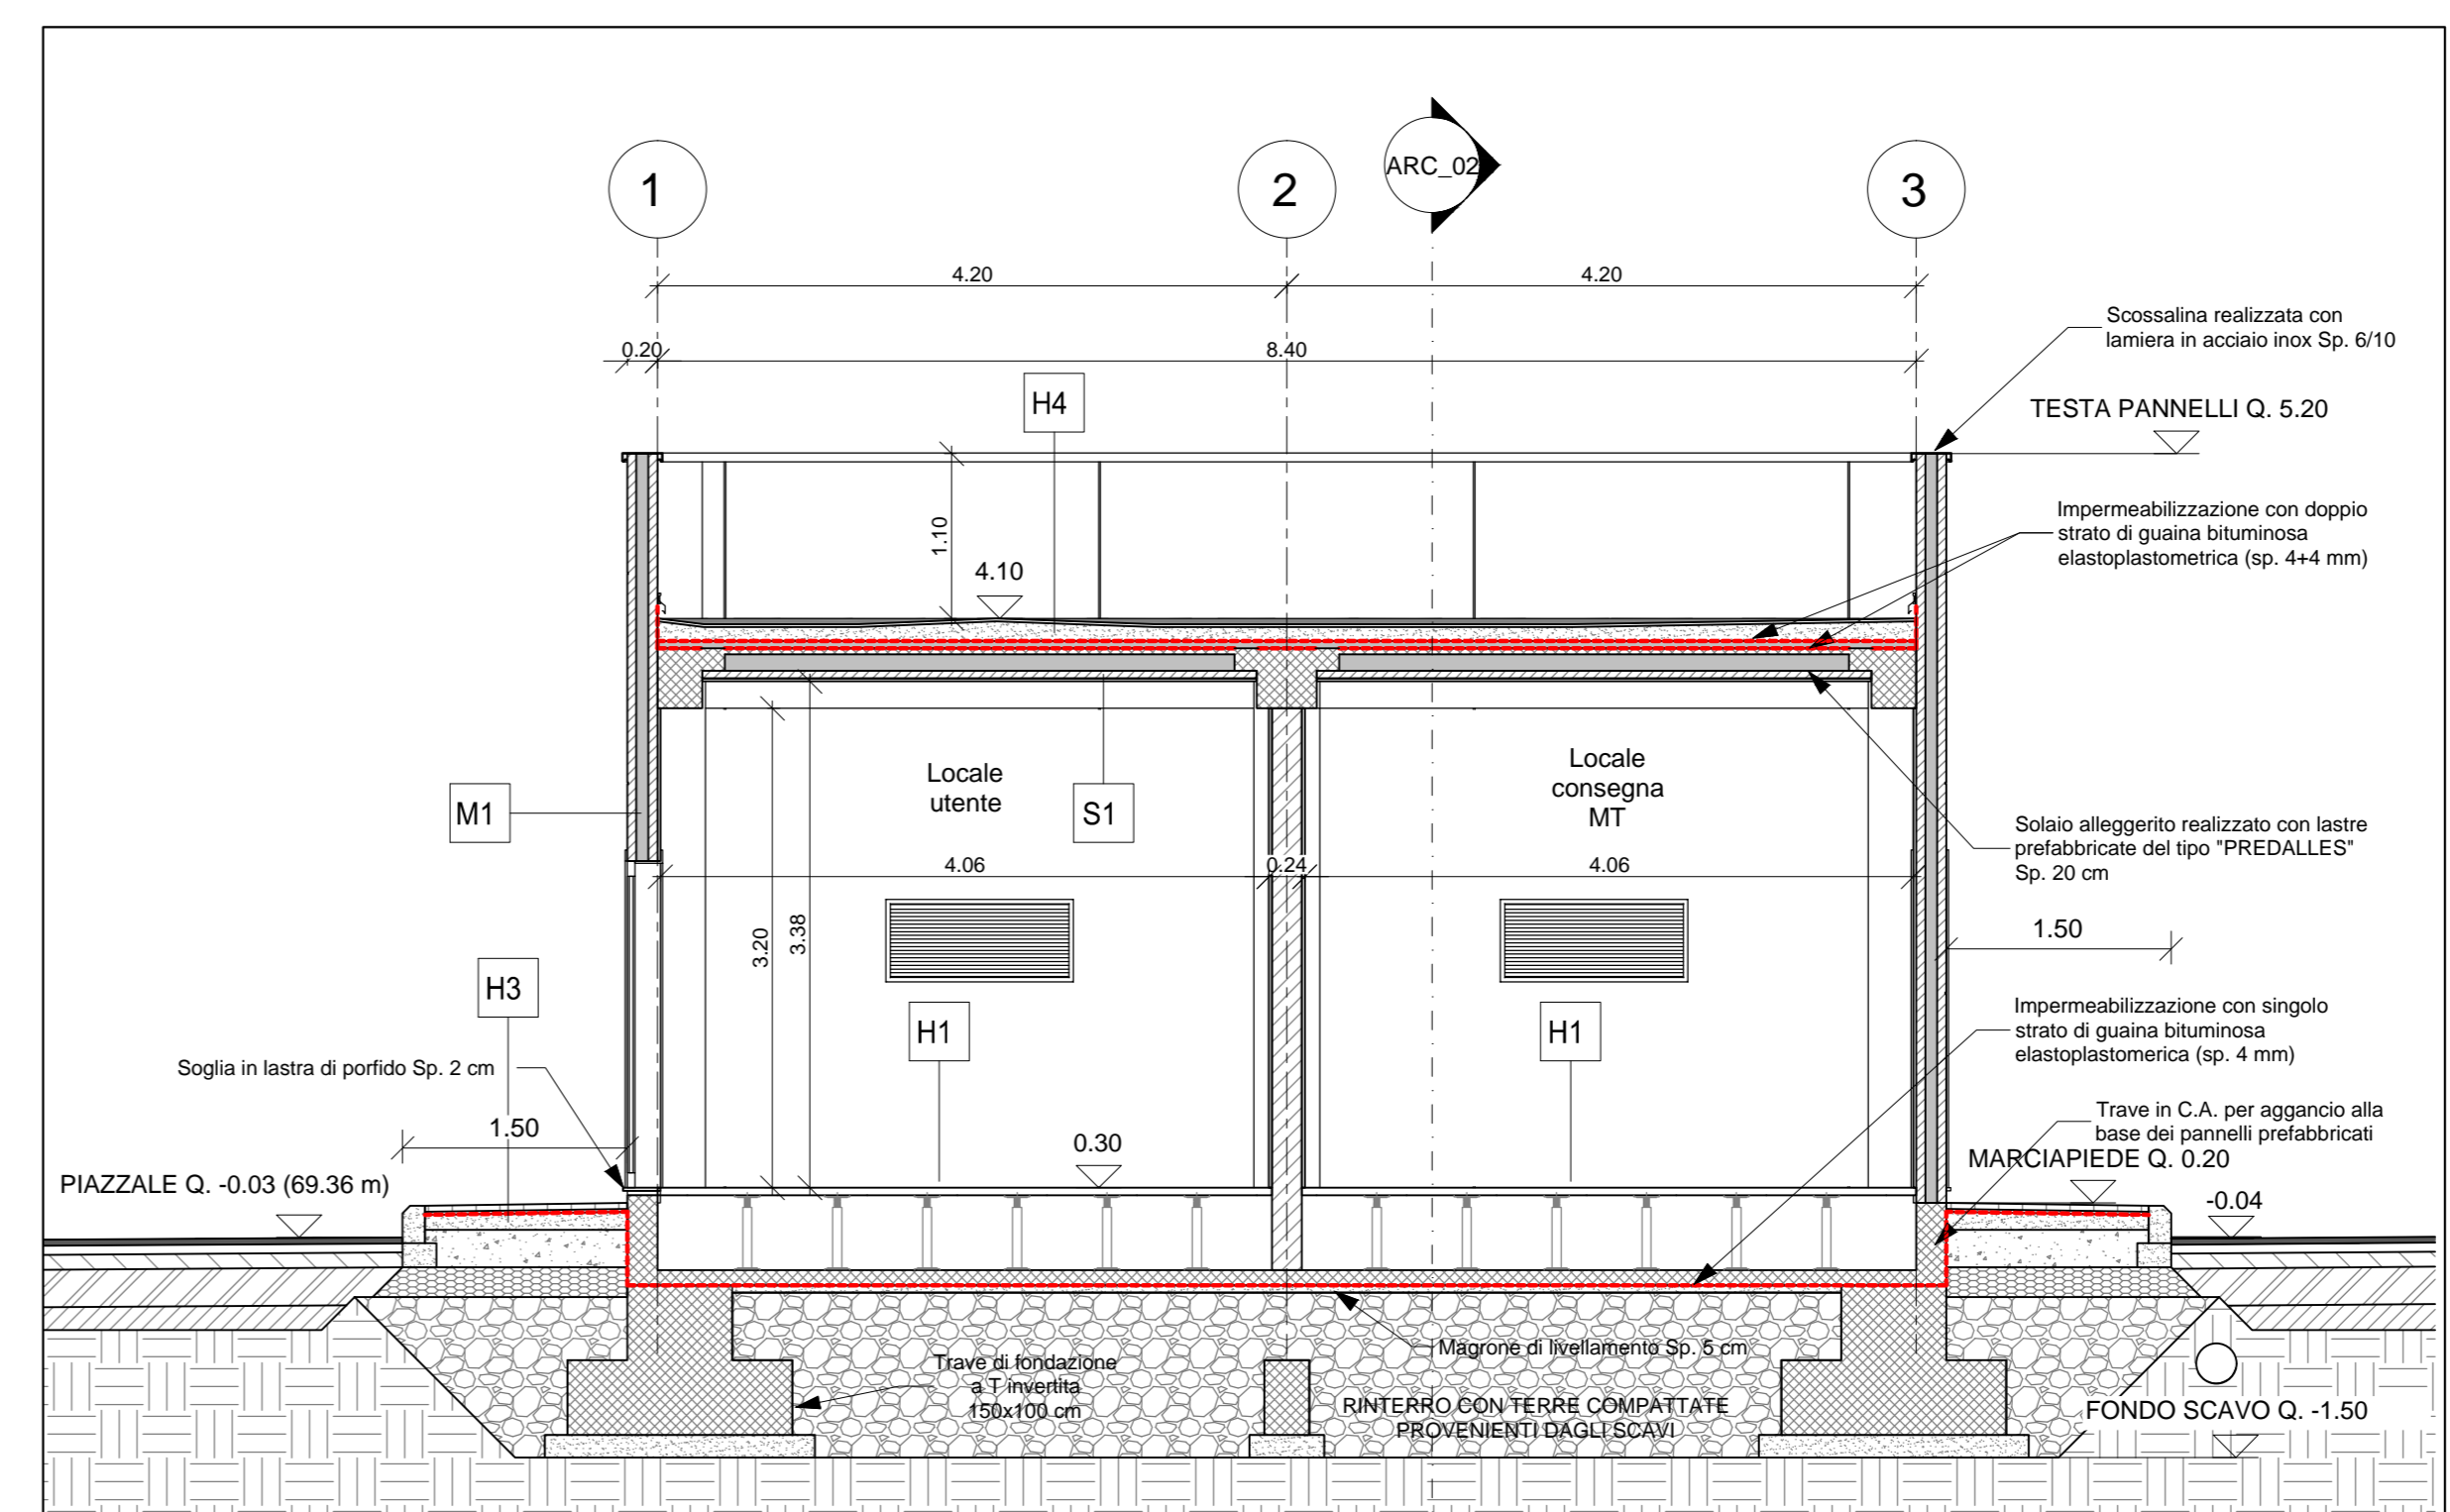 1
2
ARC_02
3
4.20
4.20
0.20
8.40
Scossalina realizzata con
lamiera in acciaio inox Sp. 6/10
H4
TESTA PANNELLI Q. 5.20
1.10
4.10
Impermeabilizzazione con doppio
strato di guaina bituminosa
elastoplastometrica (sp. 4+4 mm)
Locale
utente
Locale
consegna
MT
M1
S1
Solaio alleggerito realizzato con lastre
prefabbricate del tipo "PREDALLES"
Sp. 20 cm
4.06
0.24
4.06
3.20
3.38
1.50
H3
H1
H1
Impermeabilizzazione con singolo
strato di guaina bituminosa
elastoplastomerica (sp. 4 mm)
Soglia in lastra di porfido Sp. 2 cm
1.50
0.30
Trave in C.A. per aggancio alla
base dei pannelli prefabbricati
MARCIAPIEDE Q. 0.20
PIAZZALE Q. -0.03 (69.36 m)
-0.04
Magrone di livellamento Sp. 5 cm
Trave di fondazione
a T invertita
150x100 cm
RINTERRO CON TERRE COMPATTATE
PROVENIENTI DAGLI SCAVI
FONDO SCAVO Q. -1.50